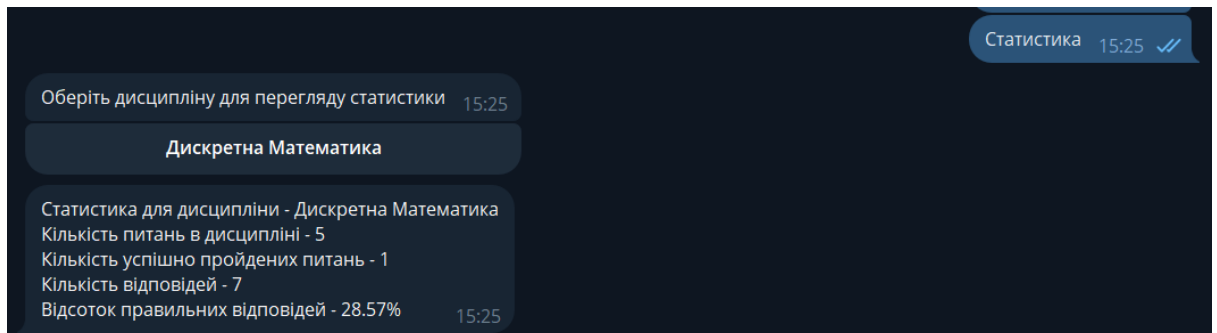 Статистика 15:25
Оберіть дисципліну для перегляду статистики 15:25
Дискретна Математика
Статистика для дисципліни - Дискретна Математика
Кількість питань в дисципліні - 5
Кількість успішно пройдених питань - 1
Кількість відповідей - 7
Відсоток правильних відповідей - 28.57% 15:25